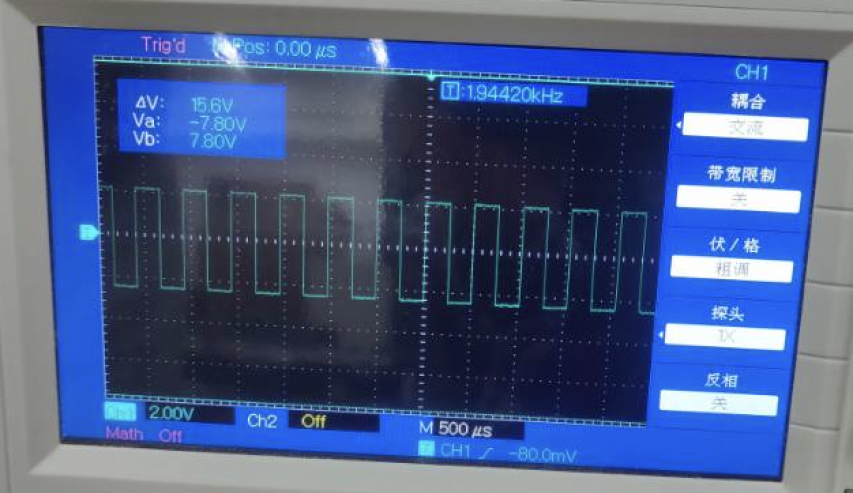 Trig'd M Pos: 0.00 μs
CH1
ΔV: 15.6V
Va: -7.80V
Vb: 7.80V
T:1.94420kHz
耦合
交流
带宽限制
关
伏/格
粗调
探头
1X
反相
关
Ch1 2.00V Ch2 Off M 500 μs
Math Off CH1 -80.0mV